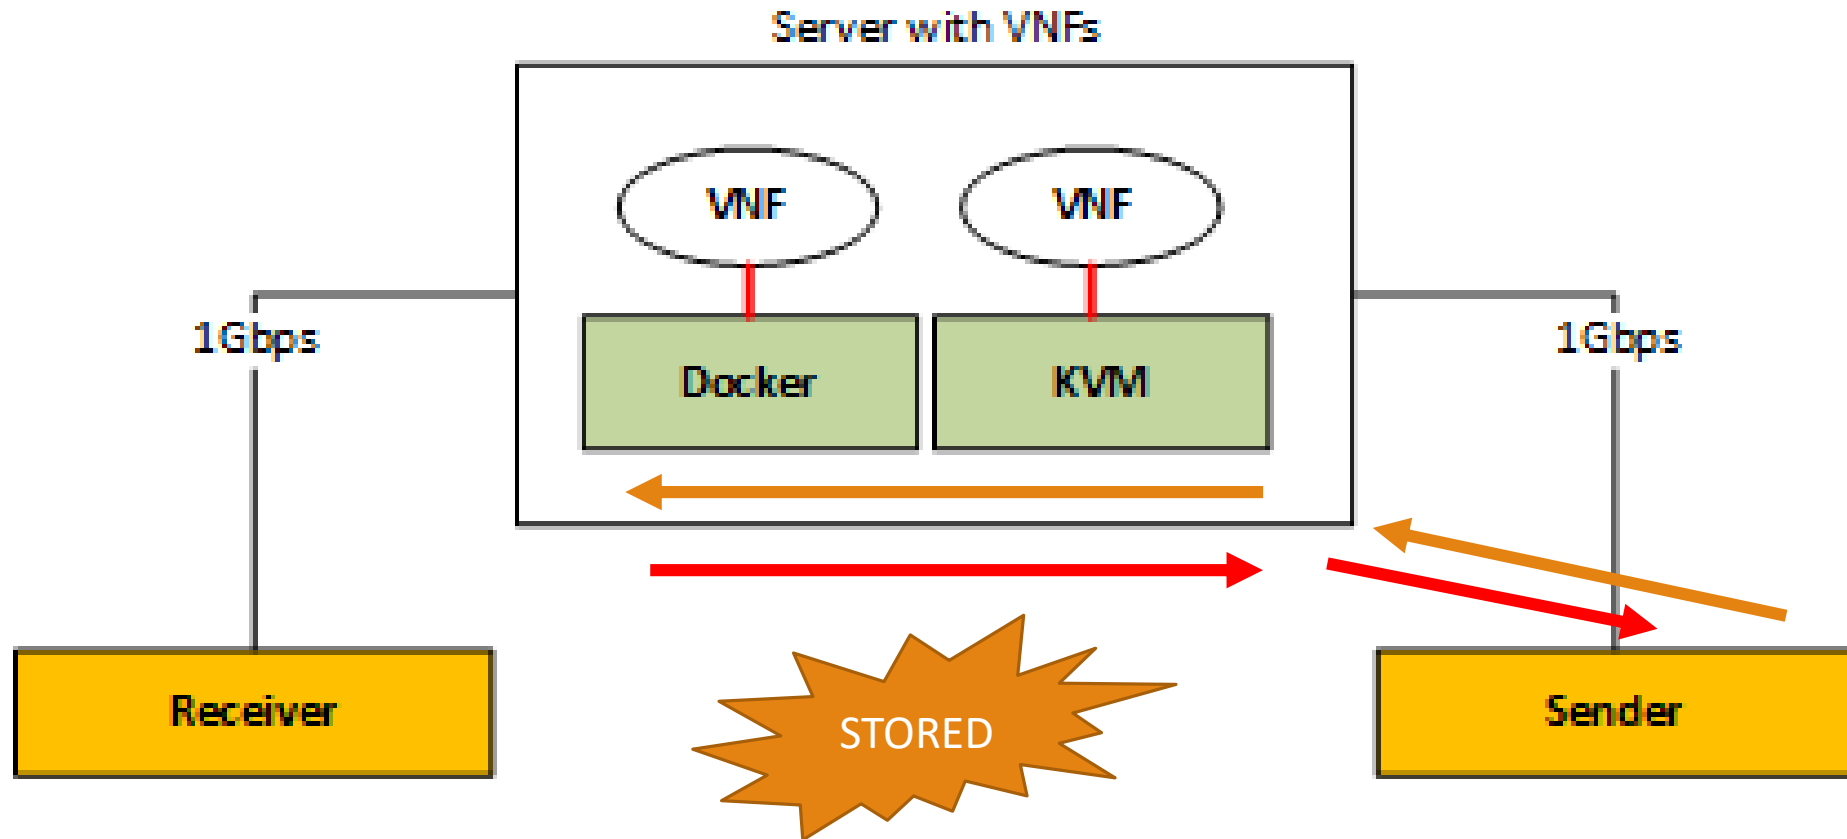 Server with VNFs
VNF
VNF
1Gbps
1Gbps
Docker
KVM
Receiver
STORED
Sender